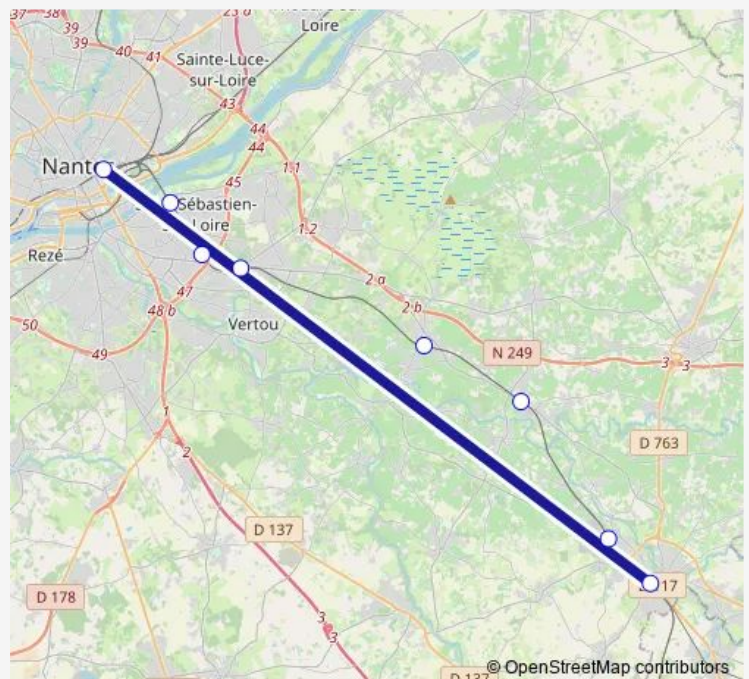 37
38
23 6
39
39
40
41
Loire
Sainte-Luce-
sur-Loire
43
44
44
Nant
1.1
45
Sébastien-
Loire
1.2
Rezé
2 a
47
2 b
48 b
50
Vertou
N 249
49
3
3
1
D 763
2
D 137
D 178
17
3
3
D 137
© OpenStreetMap contributors